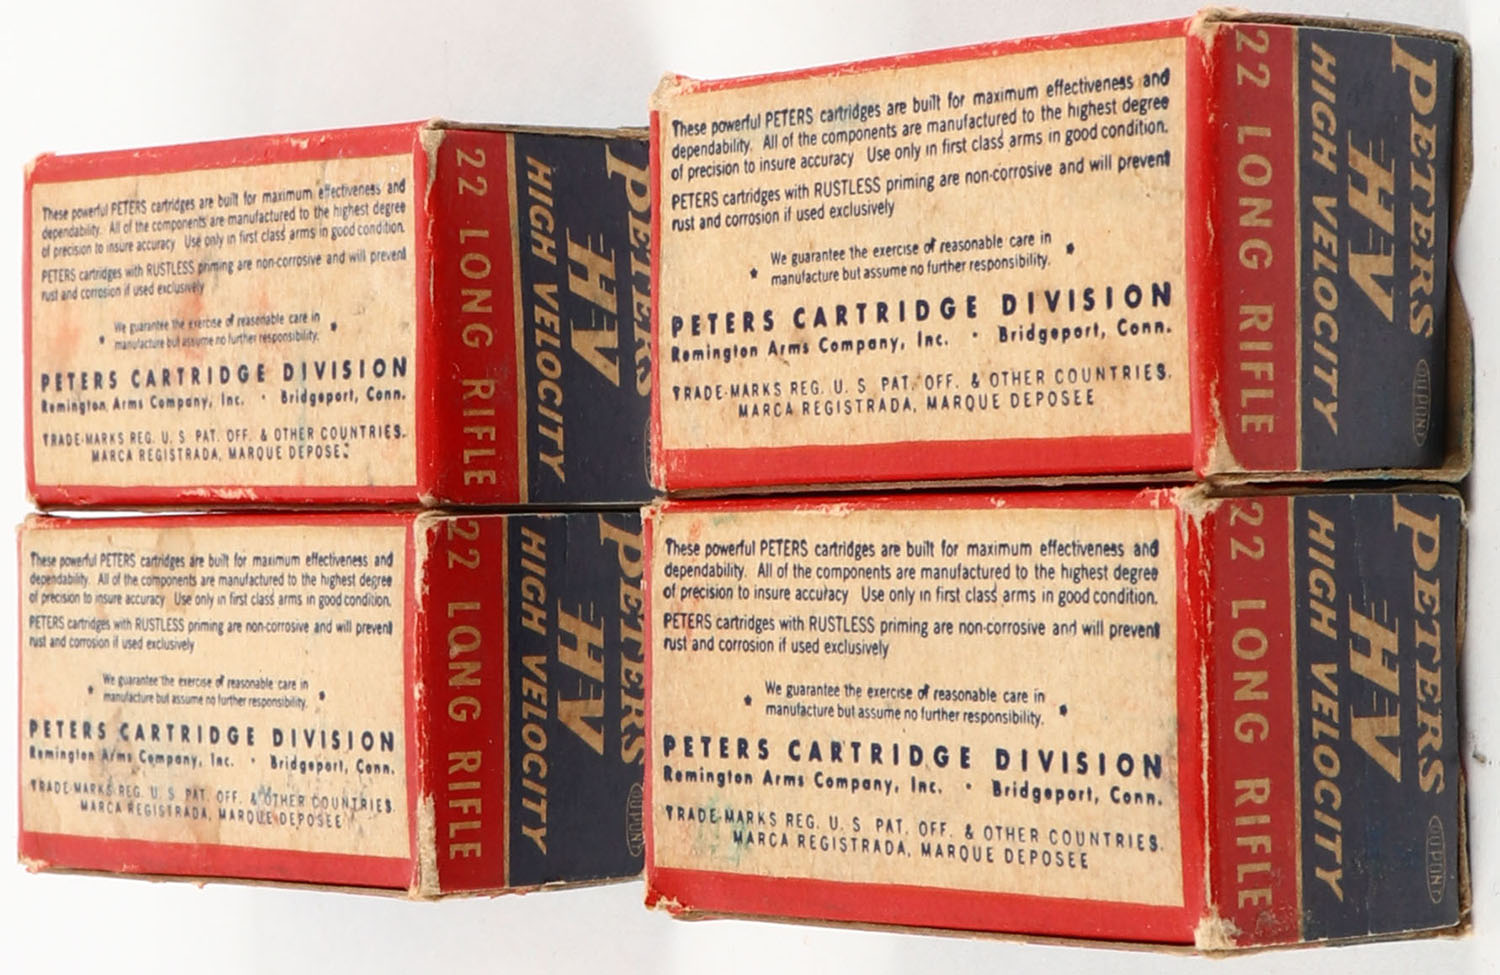 These powerful PETERS cartridges are built for maximum effectiveness and
dependability. All of the components are manufactured to the highest degree
of precision to insure accuracy Use only in first class arms in good condition.
PETERS cartridges with RUSTLESS priming are non-corrosive and will prevent
rust and corrosion if used exclusively
We guarantee the exercise of reasonable care in
manufacture but assume no further responsibility.
PETERS CARTRIDGE DIVISION
Remington Arms Company, Inc. • Bridgeport, Conn.
TRADE-MARKS REG. U. S PAT. OFF. & OTHER COUNTRIES.
MARCA REGISTRADA, MARQUE DEPOSE
22 LONG RIFLE
HIGH VELOCITY
HV
PETERS
These powerful PETERS cartridges are built for maximum effectiveness and
dependability. All of the components are manufactured to the highest degree
of precision to insure accuracy Use only in first class arms in good condition.
PETERS cartridges with RUSTLESS priming are non-corrosive and will prevent
rust and corrosion if used exclusively
We guarantee the exercise of reasonable care in
manufacture but assume no further responsibility.
PETERS CARTRIDGE DIVISION
Remington Arms Company, Inc. • Bridgeport, Conn.
TRADE-MARKS REG. U. S PAT. OFF. & OTHER COUNTRIES.
MARCA REGISTRADA, MARQUE DEPOSEE
22 LONG RIFLE
HIGH VELOCITY
HV
PETERS
DU PONT
These powerful PETERS cartridges are built for maximum effectiveness and
dependability. All of the components are manufactured to the highest degree
of precision to insure accuracy Use only in first class arms in good condition.
PETERS cartridges with RUSTLESS priming are non-corrosive and will prevent
rust and corrosion if used exclusively
We guarantee the exercise of reasonable care in
manufacture but assume no further responsibility.
PETERS CARTRIDGE DIVISION
Remington Arms Company, Inc. • Bridgeport, Conn.
TRADE-MARKS REG. U. S PAT. OFF. & OTHER COUNTRIES
MARCA REGISTRADA, MARQUE DEPOSEE
22 LONG RIFLE
HIGH VELOCITY
HV
PETERS
DU PONT
These powerful PETERS cartridges are built for maximum effectiveness and
dependability. All of the components are manufactured to the highest degree
of precision to insure accuracy Use only in first class arms in good condition.
PETERS cartridges with RUSTLESS priming are non-corrosive and will prevent
rust and corrosion if used exclusively
We guarantee the exercise of reasonable care in
manufacture but assume no further responsibility.
PETERS CARTRIDGE DIVISION
Remington Arms Company, Inc. • Bridgeport, Conn.
TRADE-MARKS REG. U. S PAT. OFF. & OTHER COUNTRIES.
MARCA REGISTRADA, MARQUE DEPOSEE
22 LONG RIFLE
HIGH VELOCITY
HV
PETERS
DU PONT